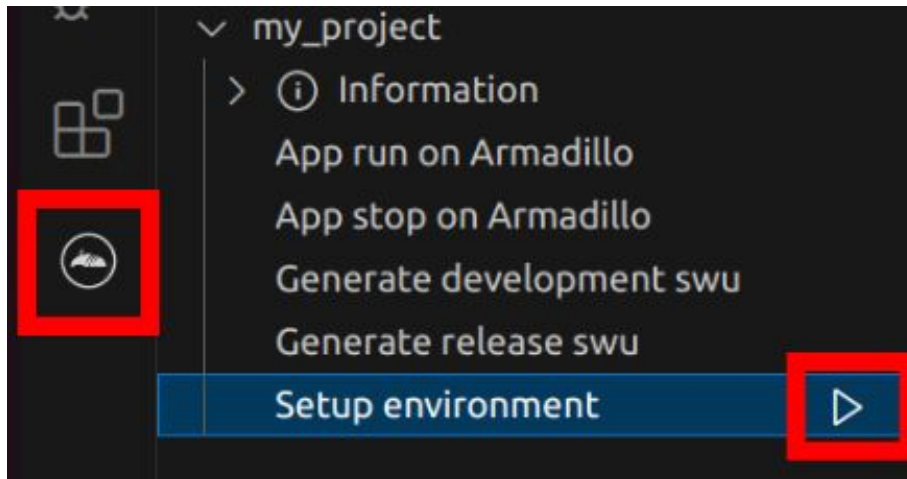 my_project
Information
App run on Armadillo
App stop on Armadillo
Generate development swu
Generate release swu
Setup environment